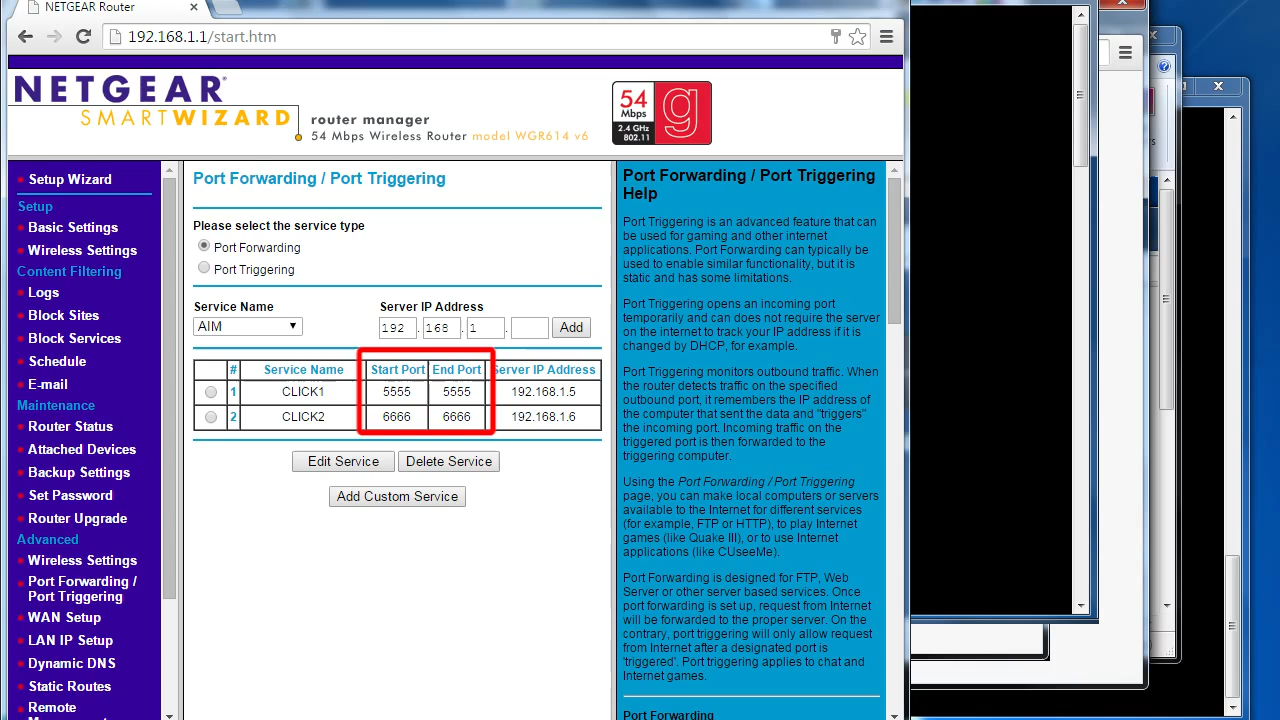 NETGEAR Router
192.168.1.1/start.htm
NETGEAR®
SMARTWIZARD
router manager
54 Mbps Wireless Router model WGR614 v6
54
Mbps
2.4 GHz
802.11
g
Setup Wizard
Setup
Basic Settings
Wireless Settings
Content Filtering
Logs
Block Sites
Block Services
Schedule
E-mail
Maintenance
Router Status
Attached Devices
Backup Settings
Set Password
Router Upgrade
Advanced
Wireless Settings
Port Forwarding /
Port Triggering
WAN Setup
LAN IP Setup
Dynamic DNS
Static Routes
Remote
Port Forwarding / Port Triggering
Please select the service type
Port Forwarding
Port Triggering
Service Name Server IP Address
AIM 192 . 168 . 1 . Add
# Service Name Start Port End Port Server IP Address
1 CLICK1 5555 5555 192.168.1.5
2 CLICK2 6666 6666 192.168.1.6
Edit Service Delete Service
Add Custom Service
Port Forwarding / Port Triggering
Help
Port Triggering is an advanced feature that can
be used for gaming and other internet
applications. Port Forwarding can typically be
used to enable similar functionality, but it is
static and has some limitations.
Port Triggering opens an incoming port
temporarily and can does not require the server
on the internet to track your IP address if it is
changed by DHCP, for example.
Port Triggering monitors outbound traffic. When
the router detects traffic on the specified
outbound port, it remembers the IP address of
the computer that sent the data and "triggers"
the incoming port. Incoming traffic on the
triggered port is then forwarded to the
triggering computer.
Using the Port Forwarding / Port Triggering
page, you can make local computers or servers
available to the Internet for different services
(for example, FTP or HTTP), to play Internet
games (like Quake III), or to use Internet
applications (like CUseeMe).
Port Forwarding is designed for FTP, Web
Server or other server based services. Once
port forwarding is set up, request from Internet
will be forwarded to the proper server. On the
contrary, port triggering will only allow request
from Internet after a designated port is
'triggered'. Port triggering applies to chat and
Internet games.
Port Forwarding